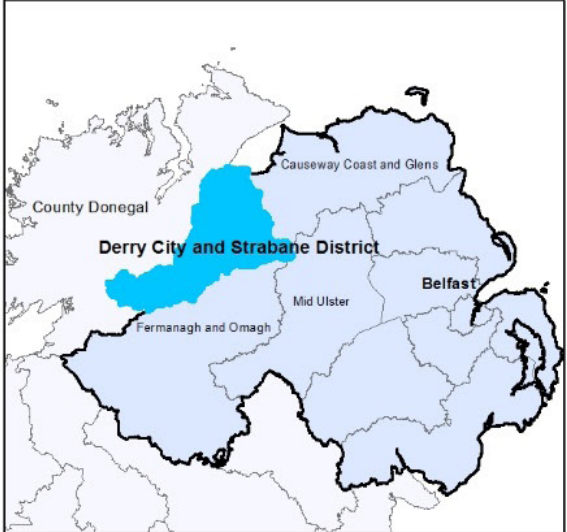 Causeway Coast and Glens
County Donegal
Derry City and Strabane District
Belfast
Mid Ulster
Fermanagh and Omagh